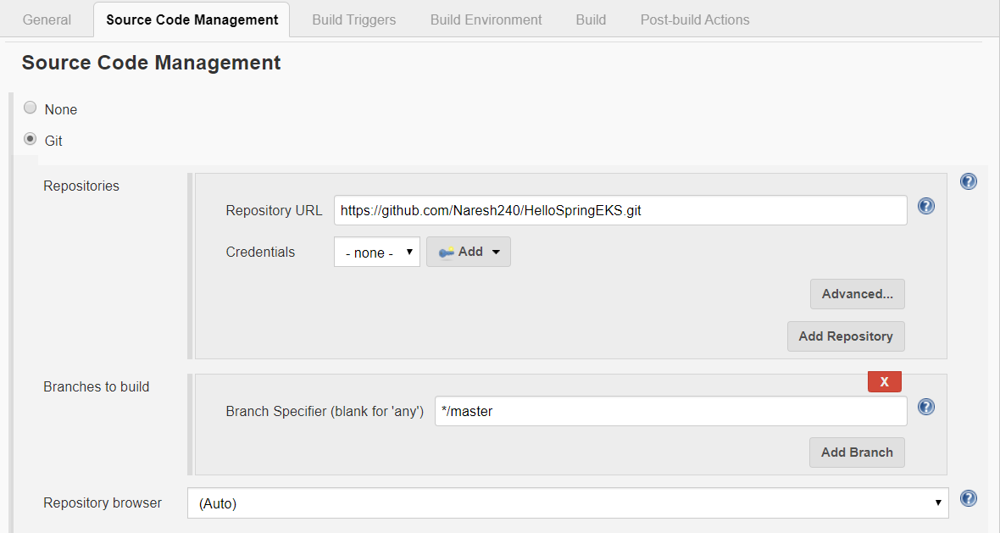 General Source Code Management Build Triggers Build Environment Build Post-build Actions
Source Code Management
None
Git
Repositories
Repository URL https://github.com/Naresh240/HelloSpringEKS.git
Credentials - none - Add
Advanced...
Add Repository
Branches to build
X
Branch Specifier (blank for 'any') */master
Add Branch
Repository browser (Auto)